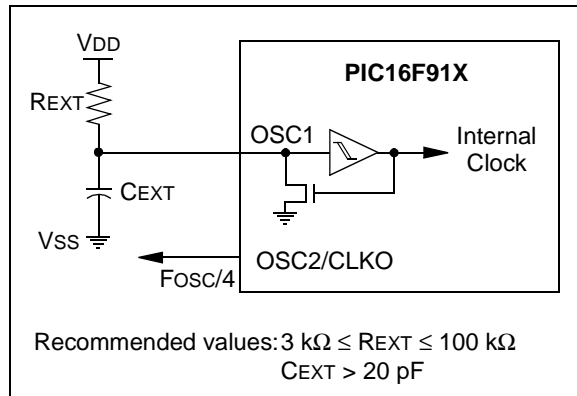 VDD
PIC16F91X
REXT
OSC1
Internal
Clock
CEXT
VSS
OSC2/CLKO
FOSC/4
Recommended values: 3 kΩ ≤ REXT ≤ 100 kΩ
CEXT > 20 pF